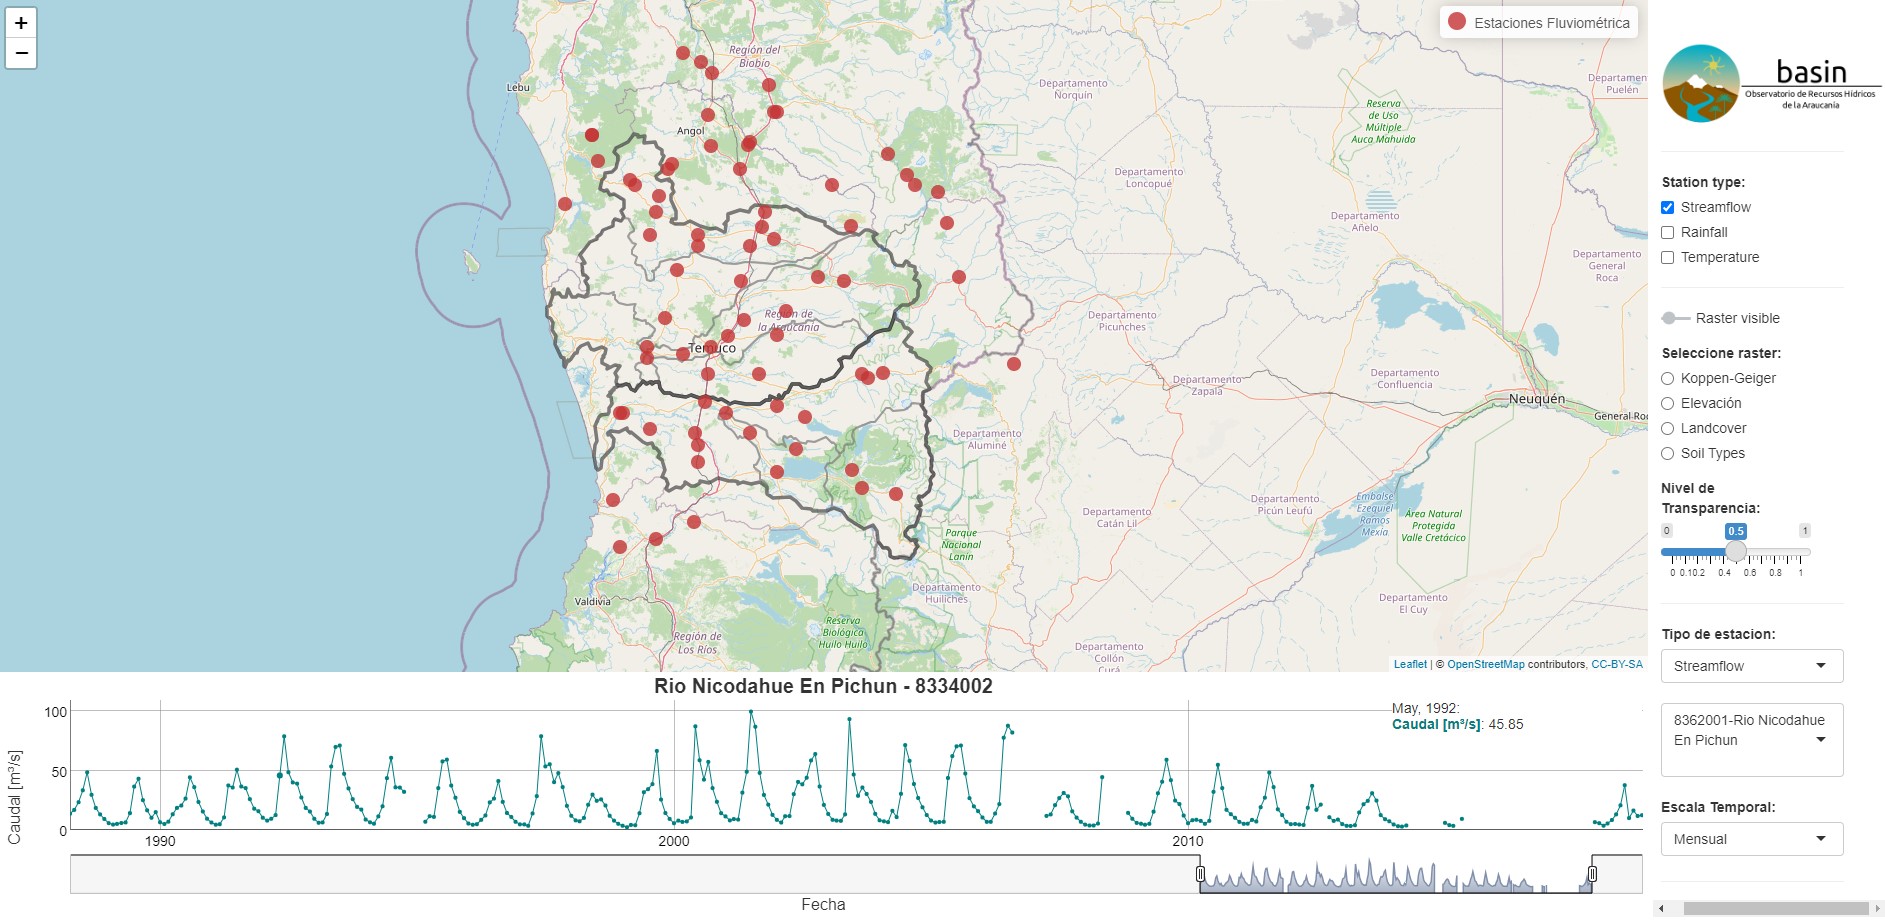 +
−
Estaciones Fluviométrica
Región del
Biobío
Lebu
Angol
Departamento
Ñorquín
Reserva
de Uso
Múltiple
Auca Mahuida
Departamen
Puelén
Departamento
Loncopué
Departamento
Añelo
Departamento
General
Roca
Región de
la Araucanía
Temuco
Departamento
Picunches
Departamento
Zapala
Departamento
Confluencia
Neuquén
General Roc
Departamento
Aluminé
Departamento
Catán Lil
Departamento
Picún Leufú
Embalse
Ezequiel
Ramos
Mexia
Área Natural
Protegida
Valle Cretácico
Parque
Nacional
Lanín
Departamento
Huiliches
Departamento
El Cuy
Valdivia
Región de
Los Ríos
Reserva
Biológica
Huilo Huilo
Departamento
Collón
Curá
Leaflet | © OpenStreetMap contributors, CC-BY-SA
basin
Observatorio de Recursos Hídricos
de la Araucanía
Station type:
Streamflow
Rainfall
Temperature
Raster visible
Seleccione raster:
Koppen-Geiger
Elevación
Landcover
Soil Types
Nivel de
Transparencia:
0 0.5 1
0 0.1 0.2 0.4 0.6 0.8 1
Tipo de estacion:
Streamflow
8362001-Rio Nicodahue
En Pichun
Escala Temporal:
Mensual
Rio Nicodahue En Pichun - 8334002
May, 1992:
Caudal [m³/s]: 45.85
Caudal [m³/s]
100
50
0
1990 2000 2010
Fecha